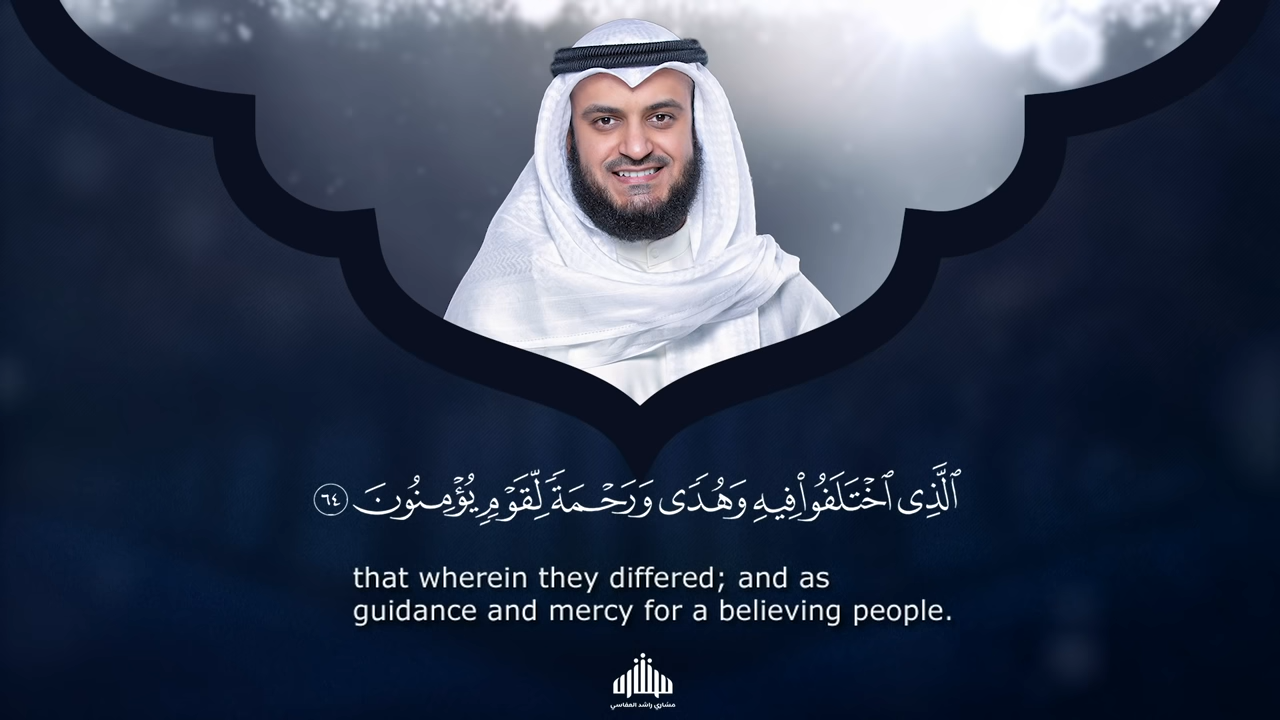 ٱلَّذِى ٱخْتَلَفُوا۟ فِيهِ وَهُدًى وَرَحْمَةً لِّقَوْمٍ يُؤْمِنُونَ ٦٤
that wherein they differed; and as
guidance and mercy for a believing people.
مشاري راشد العفاسي